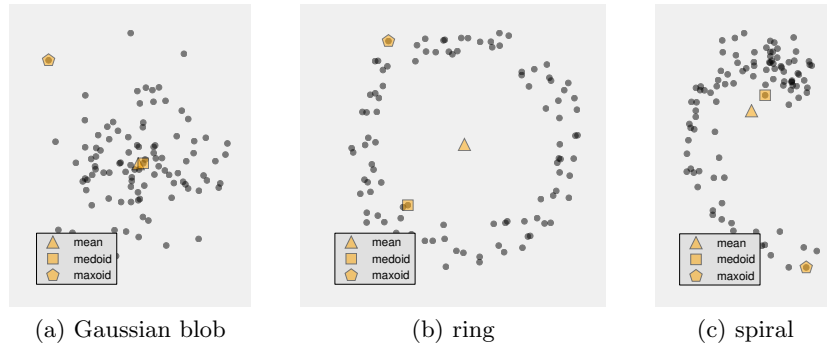 mean
medoid
maxoid
mean
medoid
maxoid
mean
medoid
maxoid
(a) Gaussian blob
(b) ring
(c) spiral